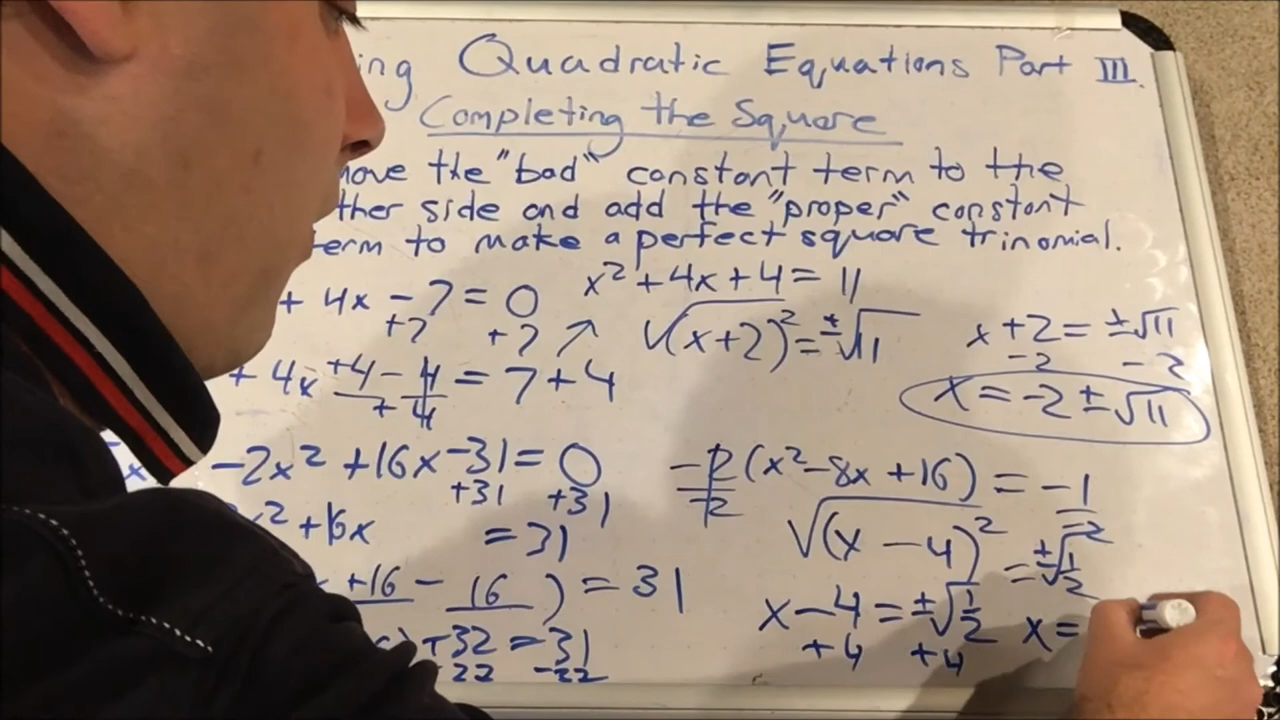 ing Quadratic Equations Part III.
Completing the Square
move the "bad" constant term to the
ther side and add the "proper" constant
term to make a perfect square trinomial.
+ 4x - 7 = 0
+7 +7
+ 4x +4 - 4 = 7 + 4
+ 4
x² + 4x + 4 = 11
√(x+2)² = ±√11
x + 2 = ±√11
-2 -2
x = -2 ± √11
-2x² + 16x - 31 = 0
+31 +31
x² + 16x = 31
x + 16 - 16 ) = 31
) + 32 = 31
-2(x² - 8x + 16) = -1
-2 -2
√(x - 4)² = ±√1/2
x - 4 = ±√1/2
+4 +4
x =